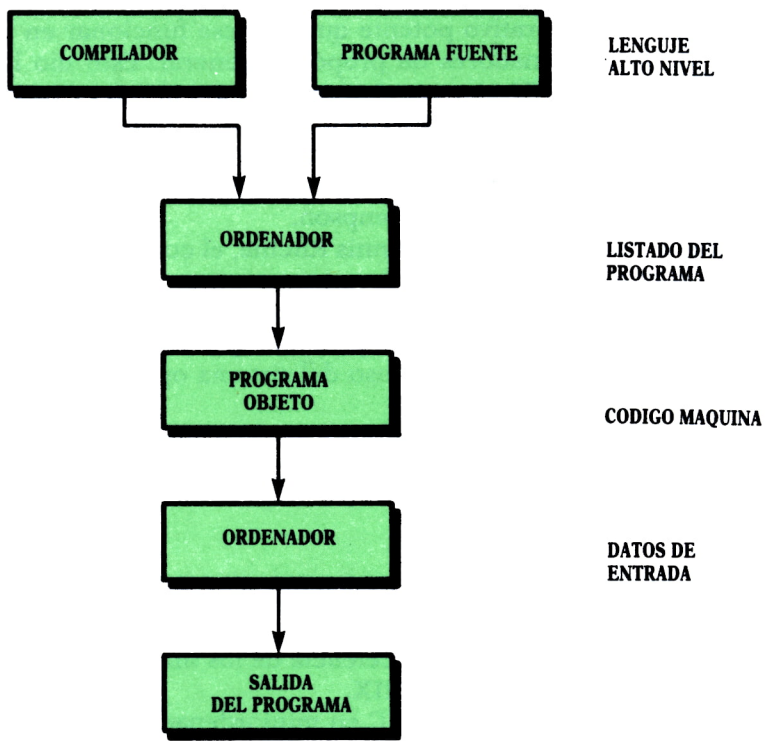 COMPILADOR
PROGRAMA FUENTE
LENGUJE
ALTO NIVEL
ORDENADOR
LISTADO DEL
PROGRAMA
PROGRAMA
OBJETO
CODIGO MAQUINA
ORDENADOR
DATOS DE
ENTRADA
SALIDA
DEL PROGRAMA